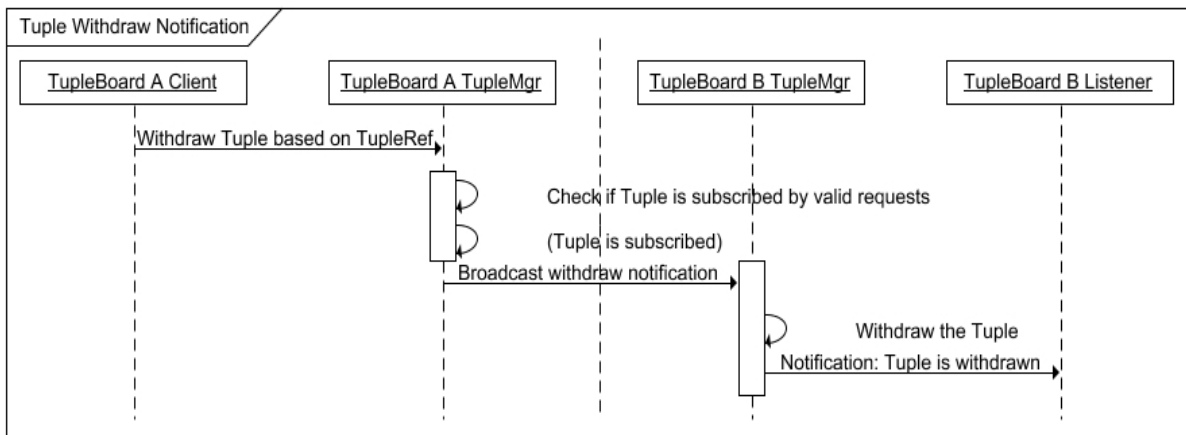 Tuple Withdraw Notification
TupleBoard A Client
TupleBoard A TupleMgr
TupleBoard B TupleMgr
TupleBoard B Listener
Withdraw Tuple based on TupleRef
Check if Tuple is subscribed by valid requests
(Tuple is subscribed)
Broadcast withdraw notification
Withdraw the Tuple
Notification: Tuple is withdrawn